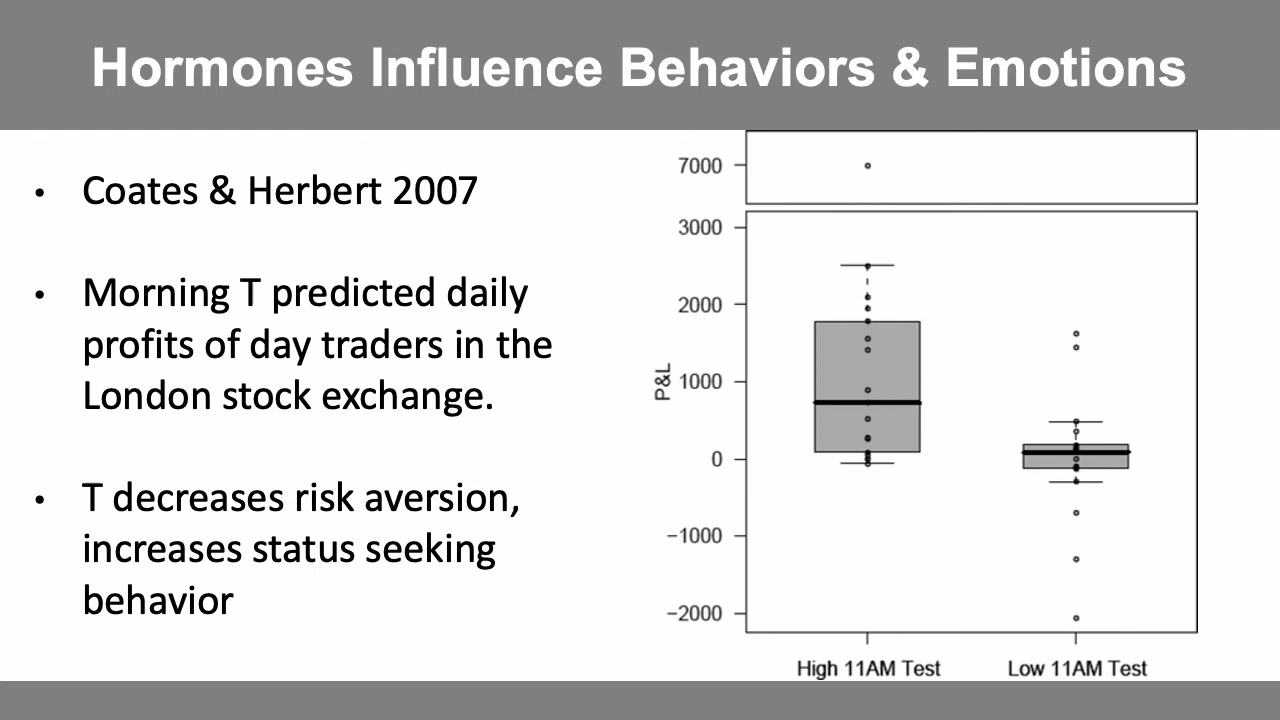 Hormones Influence Behaviors & Emotions
• Coates & Herbert 2007
• Morning T predicted daily
profits of day traders in the
London stock exchange.
• T decreases risk aversion,
increases status seeking
behavior
7000
3000
2000
1000
0
−1000
−2000
P&L
High 11AM Test
Low 11AM Test